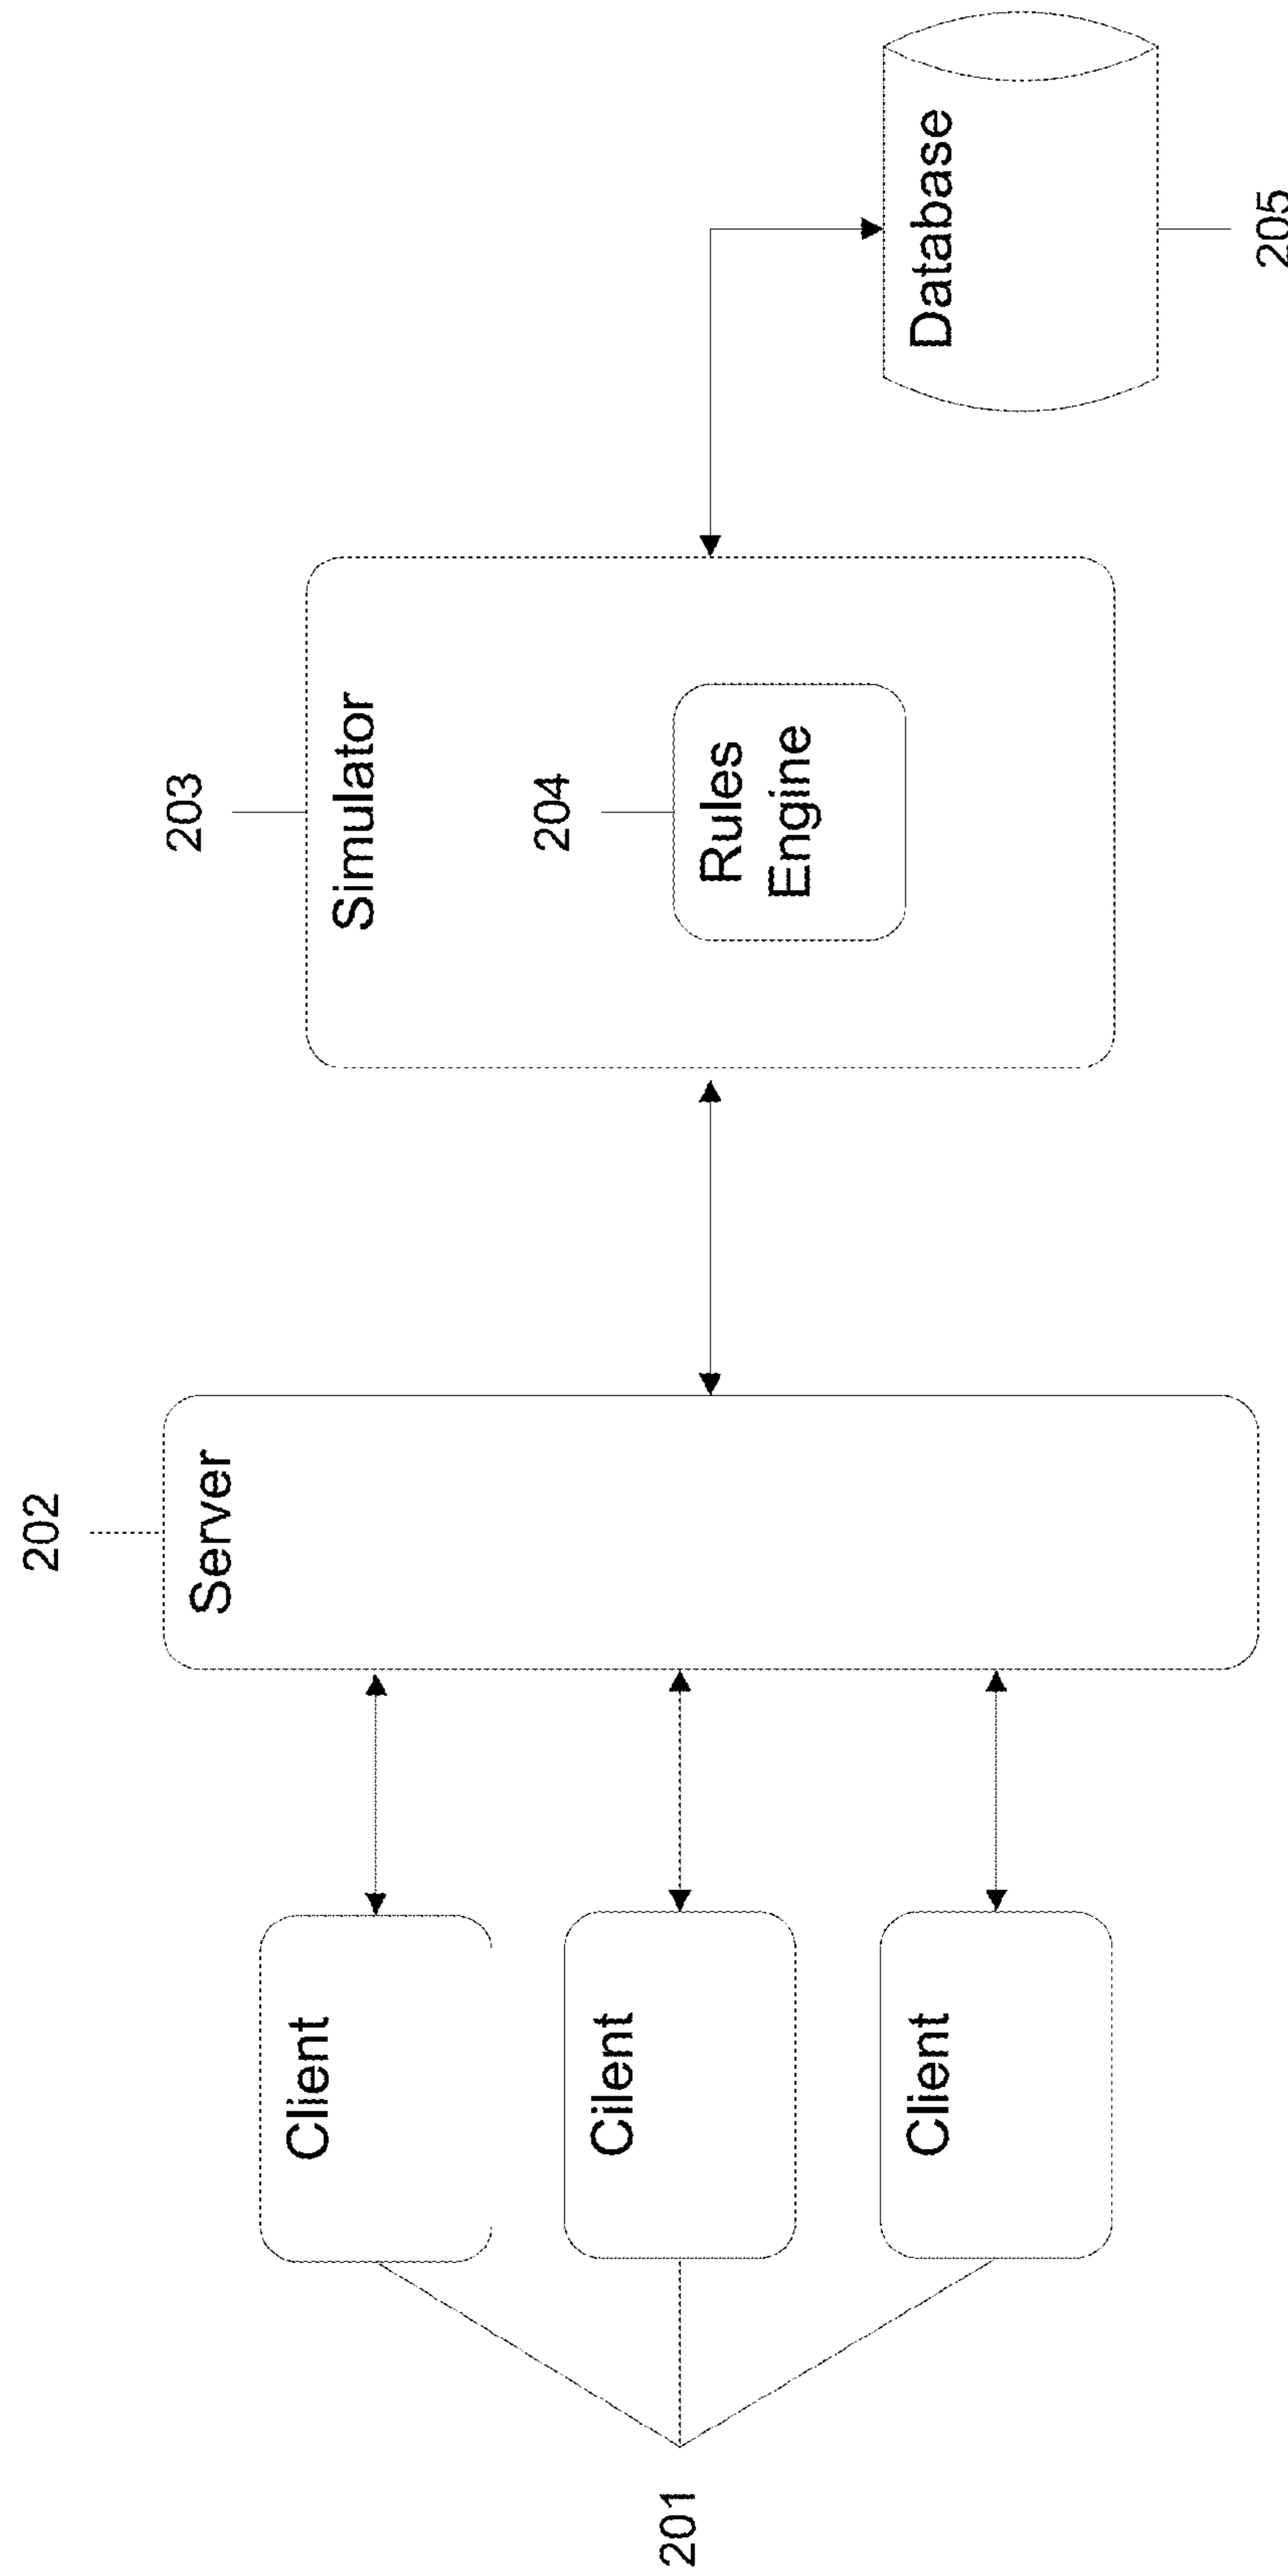 202
Server
203
Simulator
204
Rules
Engine
Client
Cilent
Client
201
Database
205